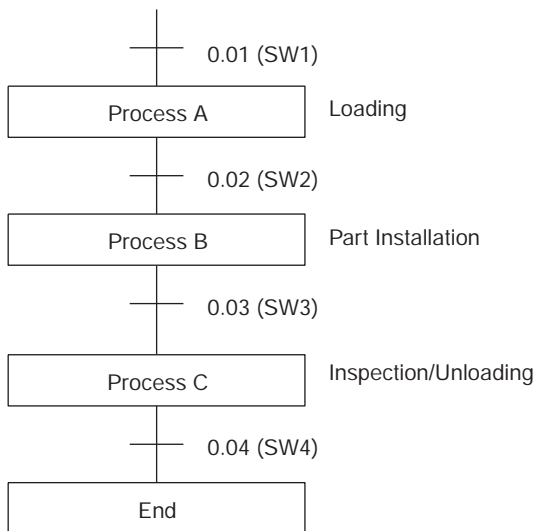 0.01 (SW1)
Process A
Loading
0.02 (SW2)
Process B
Part Installation
0.03 (SW3)
Process C
Inspection/Unloading
0.04 (SW4)
End